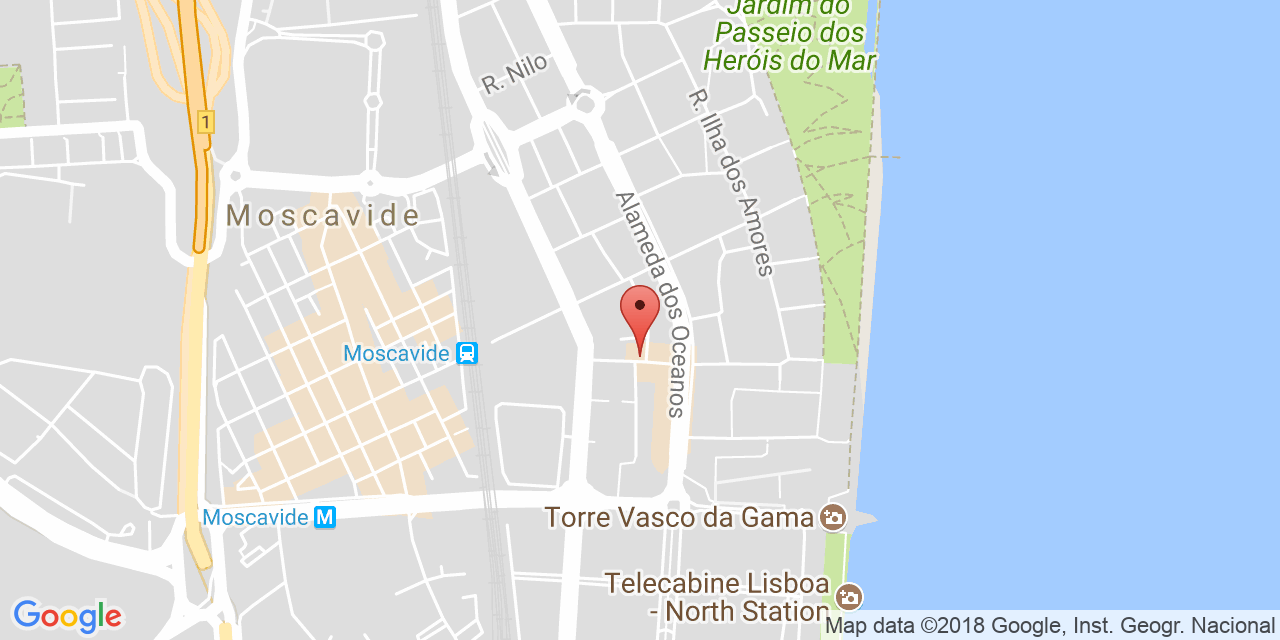 Jardim do
Passeio dos
Heróis do Mar
R. Nilo
R. Ilha dos Amores
1
Moscavide
Alameda dos Oceanos
Moscavide
Moscavide M
Torre Vasco da Gama
Telecabine Lisboa
- North Station
Google
Map data ©2018 Google, Inst. Geogr. Nacional